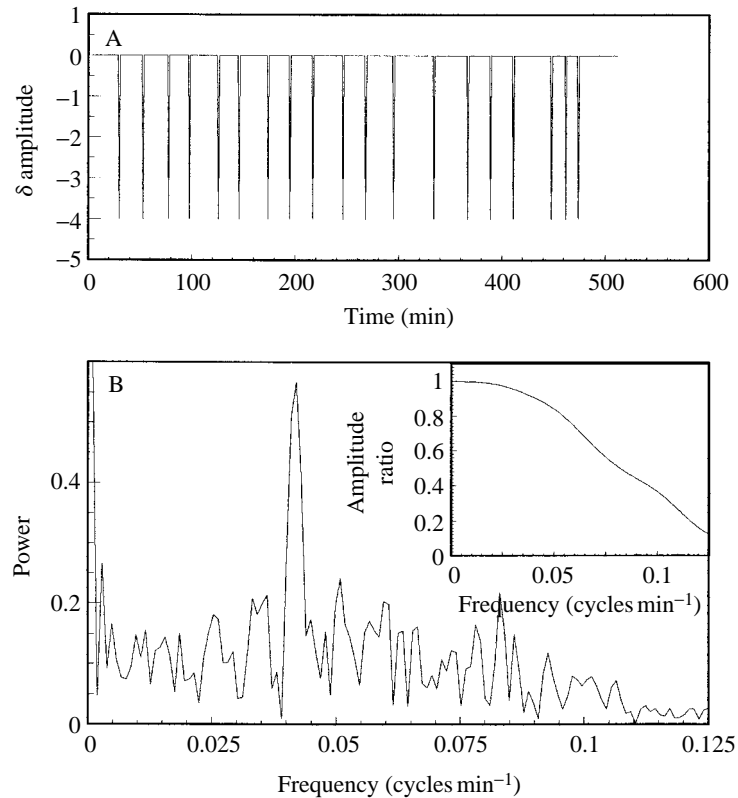 A
δ amplitude
1
0
−1
−2
−3
−4
−5
0 100 200 300 400 500 600
Time (min)
B
Power
0.4
0.2
0
0 0.025 0.05 0.075 0.1 0.125
Frequency (cycles min−1)
Amplitude
ratio
1
0.8
0.6
0.4
0.2
0
0 0.05 0.1
Frequency (cycles min−1)